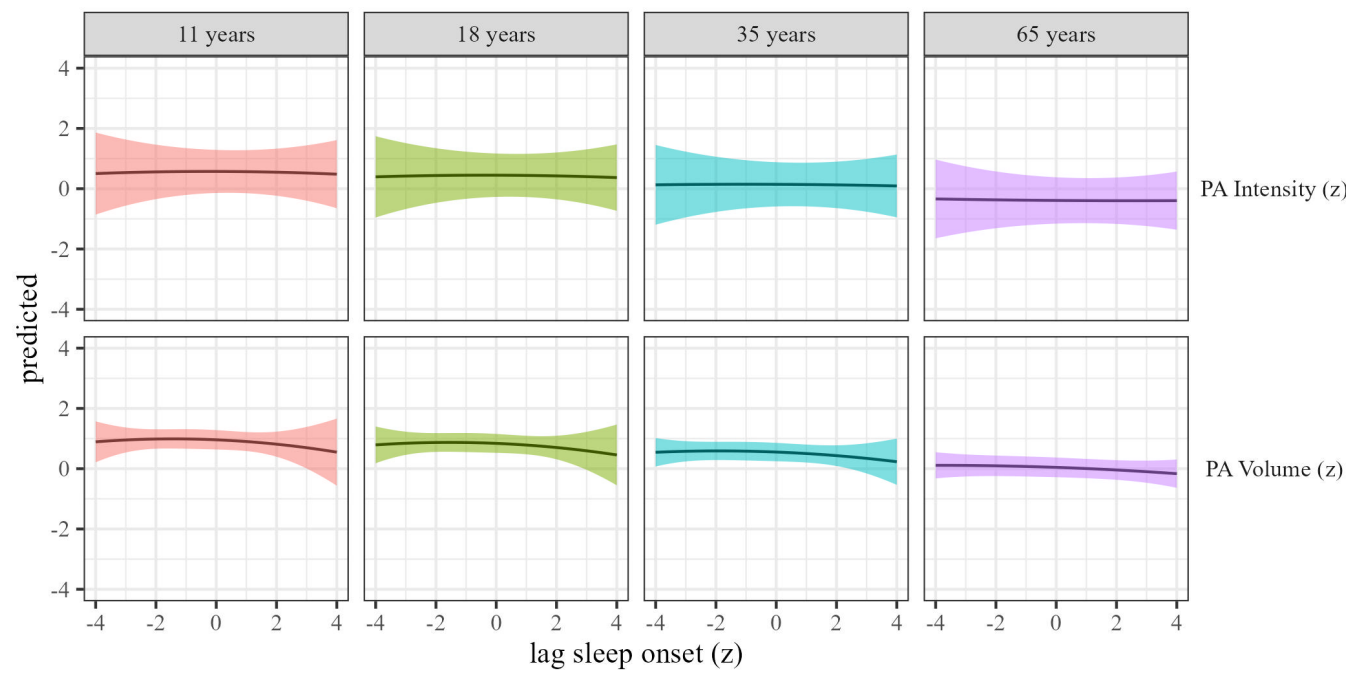 11 years 18 years 35 years 65 years
4
2
0
-2
-4
PA Intensity (z)
predicted
4
2
0
-2
-4
PA Volume (z)
-4 -2 0 2 4 -4 -2 0 2 4 -4 -2 0 2 4 -4 -2 0 2 4
lag sleep onset (z)